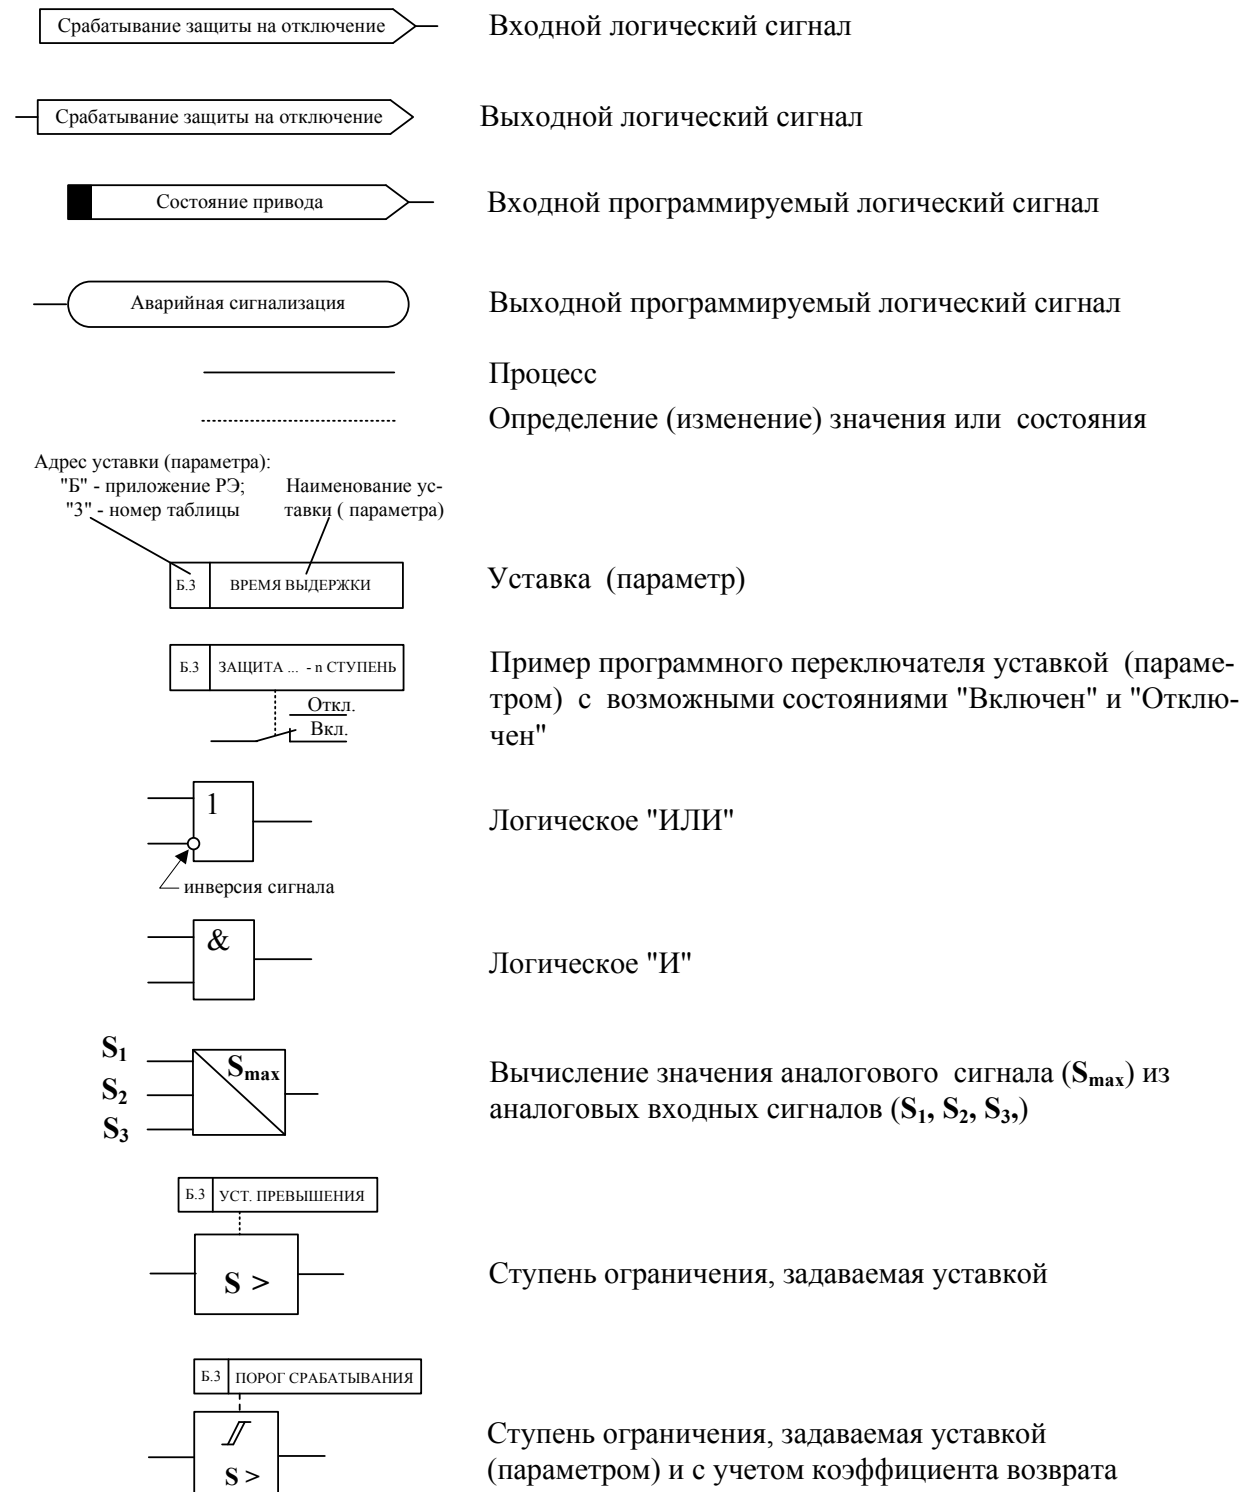 Срабатывание защиты на отключение
Входной логический сигнал
Срабатывание защиты на отключение
Выходной логический сигнал
Состояние привода
Входной программируемый логический сигнал
Аварийная сигнализация
Выходной программируемый логический сигнал
Процесс
Определение (изменение) значения или состояния
Адрес уставки (параметра):
"Б" - приложение РЭ;
"3" - номер таблицы
Наименование ус-
тавки ( параметра)
Б.3 ВРЕМЯ ВЫДЕРЖКИ
Уставка (параметр)
Б.3 ЗАЩИТА ... - n СТУПЕНЬ
Откл.
Вкл.
Пример программного переключателя уставкой (параме-
тром) с возможными состояниями "Включен" и "Отклю-
чен"
1
инверсия сигнала
Логическое "ИЛИ"
&
Логическое "И"
S1
S2
S3
Smax
Вычисление значения аналогового сигнала (Smax) из
аналоговых входных сигналов (S1, S2, S3,)
Б.3 УСТ. ПРЕВЫШЕНИЯ
S >
Ступень ограничения, задаваемая уставкой
Б.3 ПОРОГ СРАБАТЫВАНИЯ
S >
Ступень ограничения, задаваемая уставкой
(параметром) и с учетом коэффициента возврата